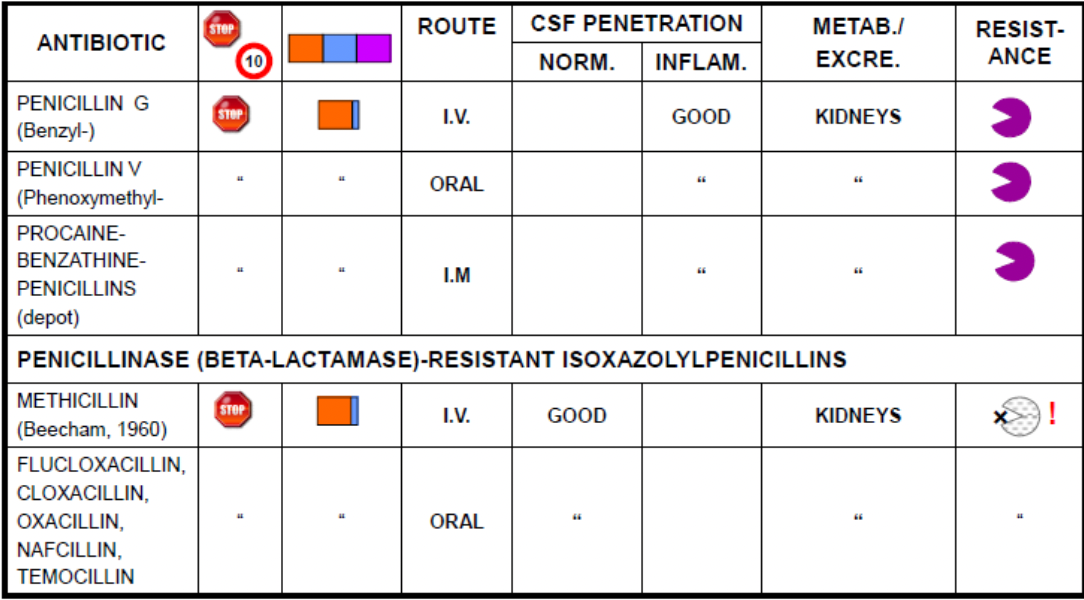 ANTIBIOTIC
STOP
10
ROUTE
CSF PENETRATION
NORM.
INFLAM.
METAB./
EXCRE.
RESIST-
ANCE
PENICILLIN G
(Benzyl-)
STOP
I.V.
GOOD
KIDNEYS
PENICILLIN V
(Phenoxymethyl-
“
“
ORAL
“
“
PROCAINE-
BENZATHINE-
PENICILLINS
(depot)
“
“
I.M
“
“
PENICILLINASE (BETA-LACTAMASE)-RESISTANT ISOXAZOLYLPENICILLINS
METHICILLIN
(Beecham, 1960)
STOP
I.V.
GOOD
KIDNEYS
×
!
FLUCLOXACILLIN,
CLOXACILLIN,
OXACILLIN,
NAFCILLIN,
TEMOCILLIN
“
“
ORAL
“
“
“